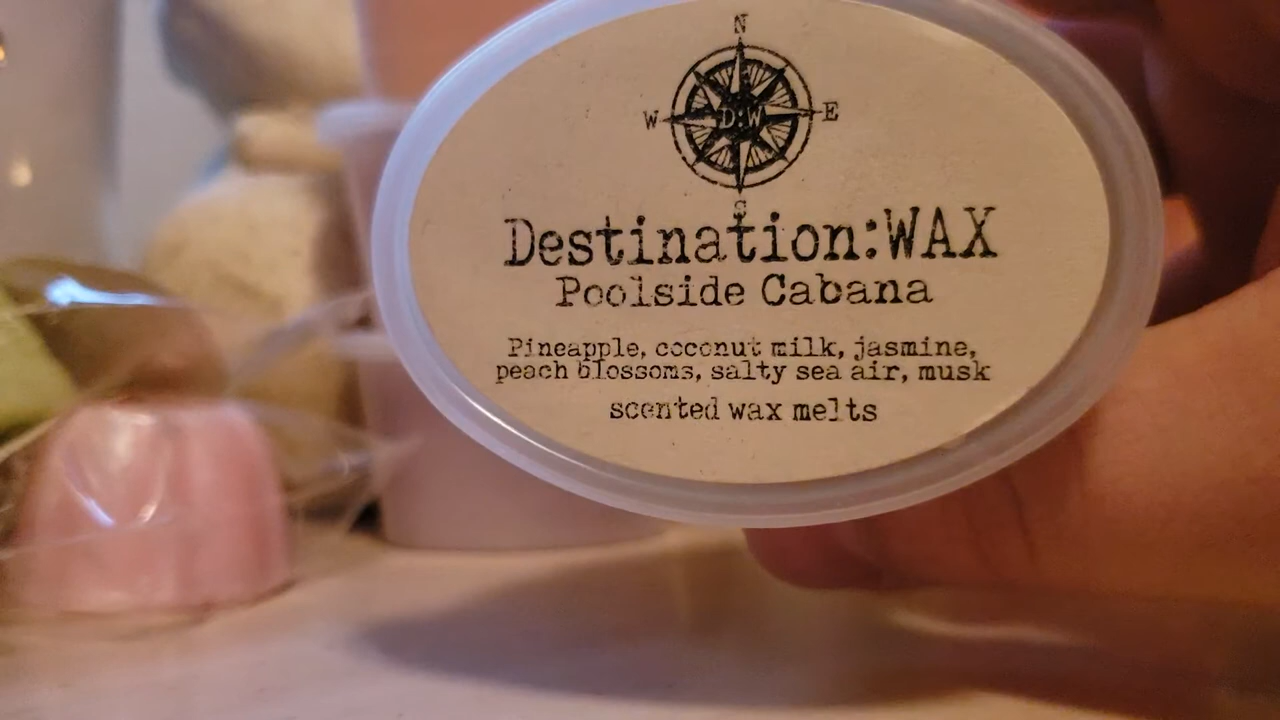 N
W D:W E
S
Destination:WAX
Poolside Cabana
Pineapple, coconut milk, jasmine,
peach blossoms, salty sea air, musk
scented wax melts